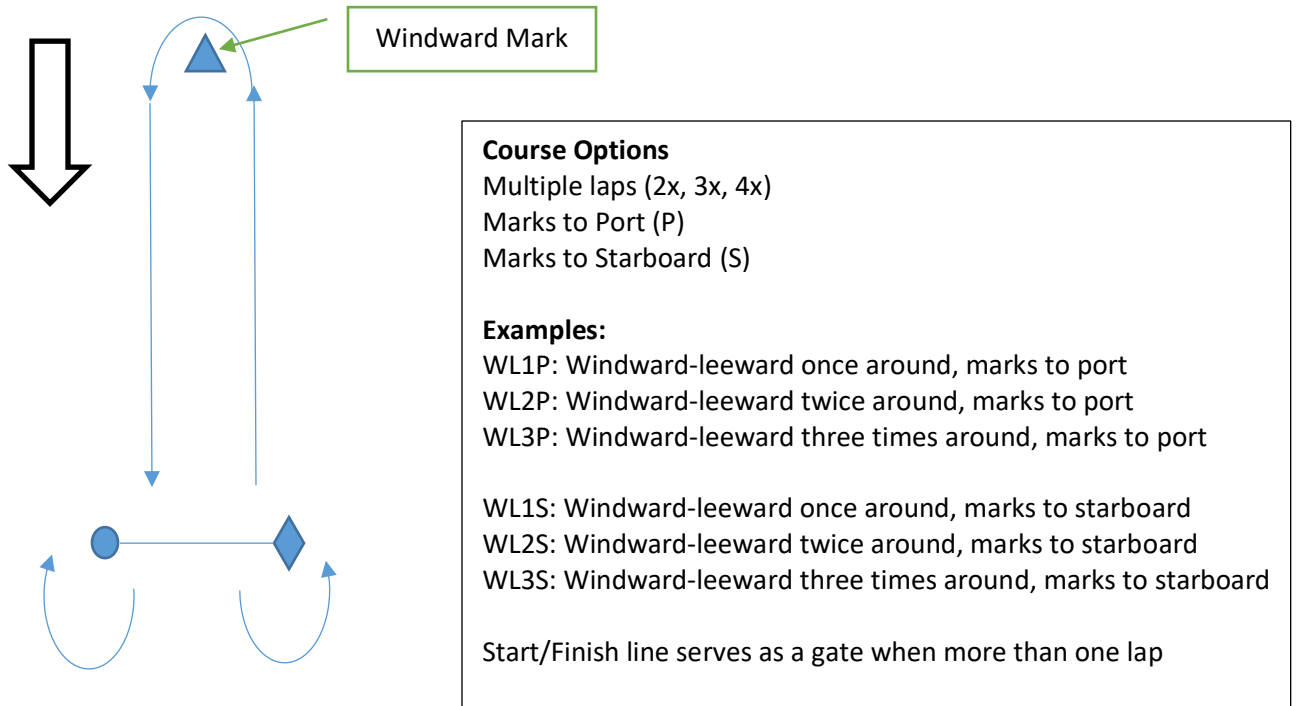 Windward Mark
Course Options
Multiple laps (2x, 3x, 4x)
Marks to Port (P)
Marks to Starboard (S)
Examples:
WL1P: Windward-leeward once around, marks to port
WL2P: Windward-leeward twice around, marks to port
WL3P: Windward-leeward three times around, marks to port
WL1S: Windward-leeward once around, marks to starboard
WL2S: Windward-leeward twice around, marks to starboard
WL3S: Windward-leeward three times around, marks to starboard
Start/Finish line serves as a gate when more than one lap